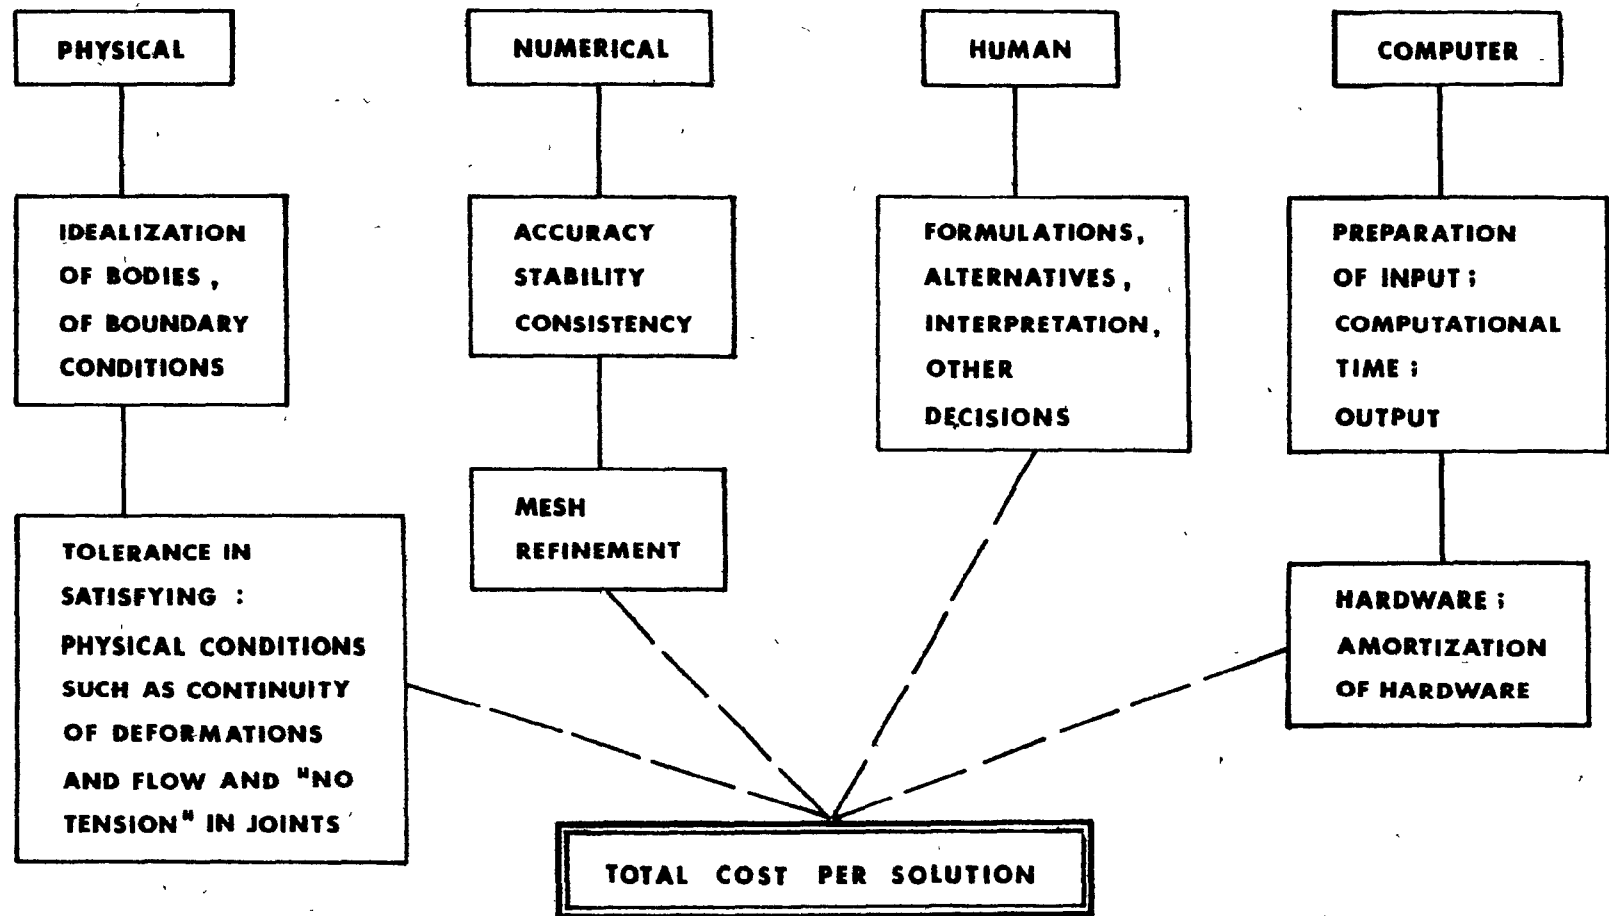 PHYSICAL
NUMERICAL
HUMAN
COMPUTER
IDEALIZATION
OF BODIES,
OF BOUNDARY
CONDITIONS
ACCURACY
STABILITY
CONSISTENCY
FORMULATIONS,
ALTERNATIVES,
INTERPRETATION,
OTHER
DECISIONS
PREPARATION
OF INPUT;
COMPUTATIONAL
TIME;
OUTPUT
TOLERANCE IN
SATISFYING :
PHYSICAL CONDITIONS
SUCH AS CONTINUITY
OF DEFORMATIONS
AND FLOW AND "NO
TENSION" IN JOINTS
MESH
REFINEMENT
HARDWARE;
AMORTIZATION
OF HARDWARE
TOTAL COST PER SOLUTION